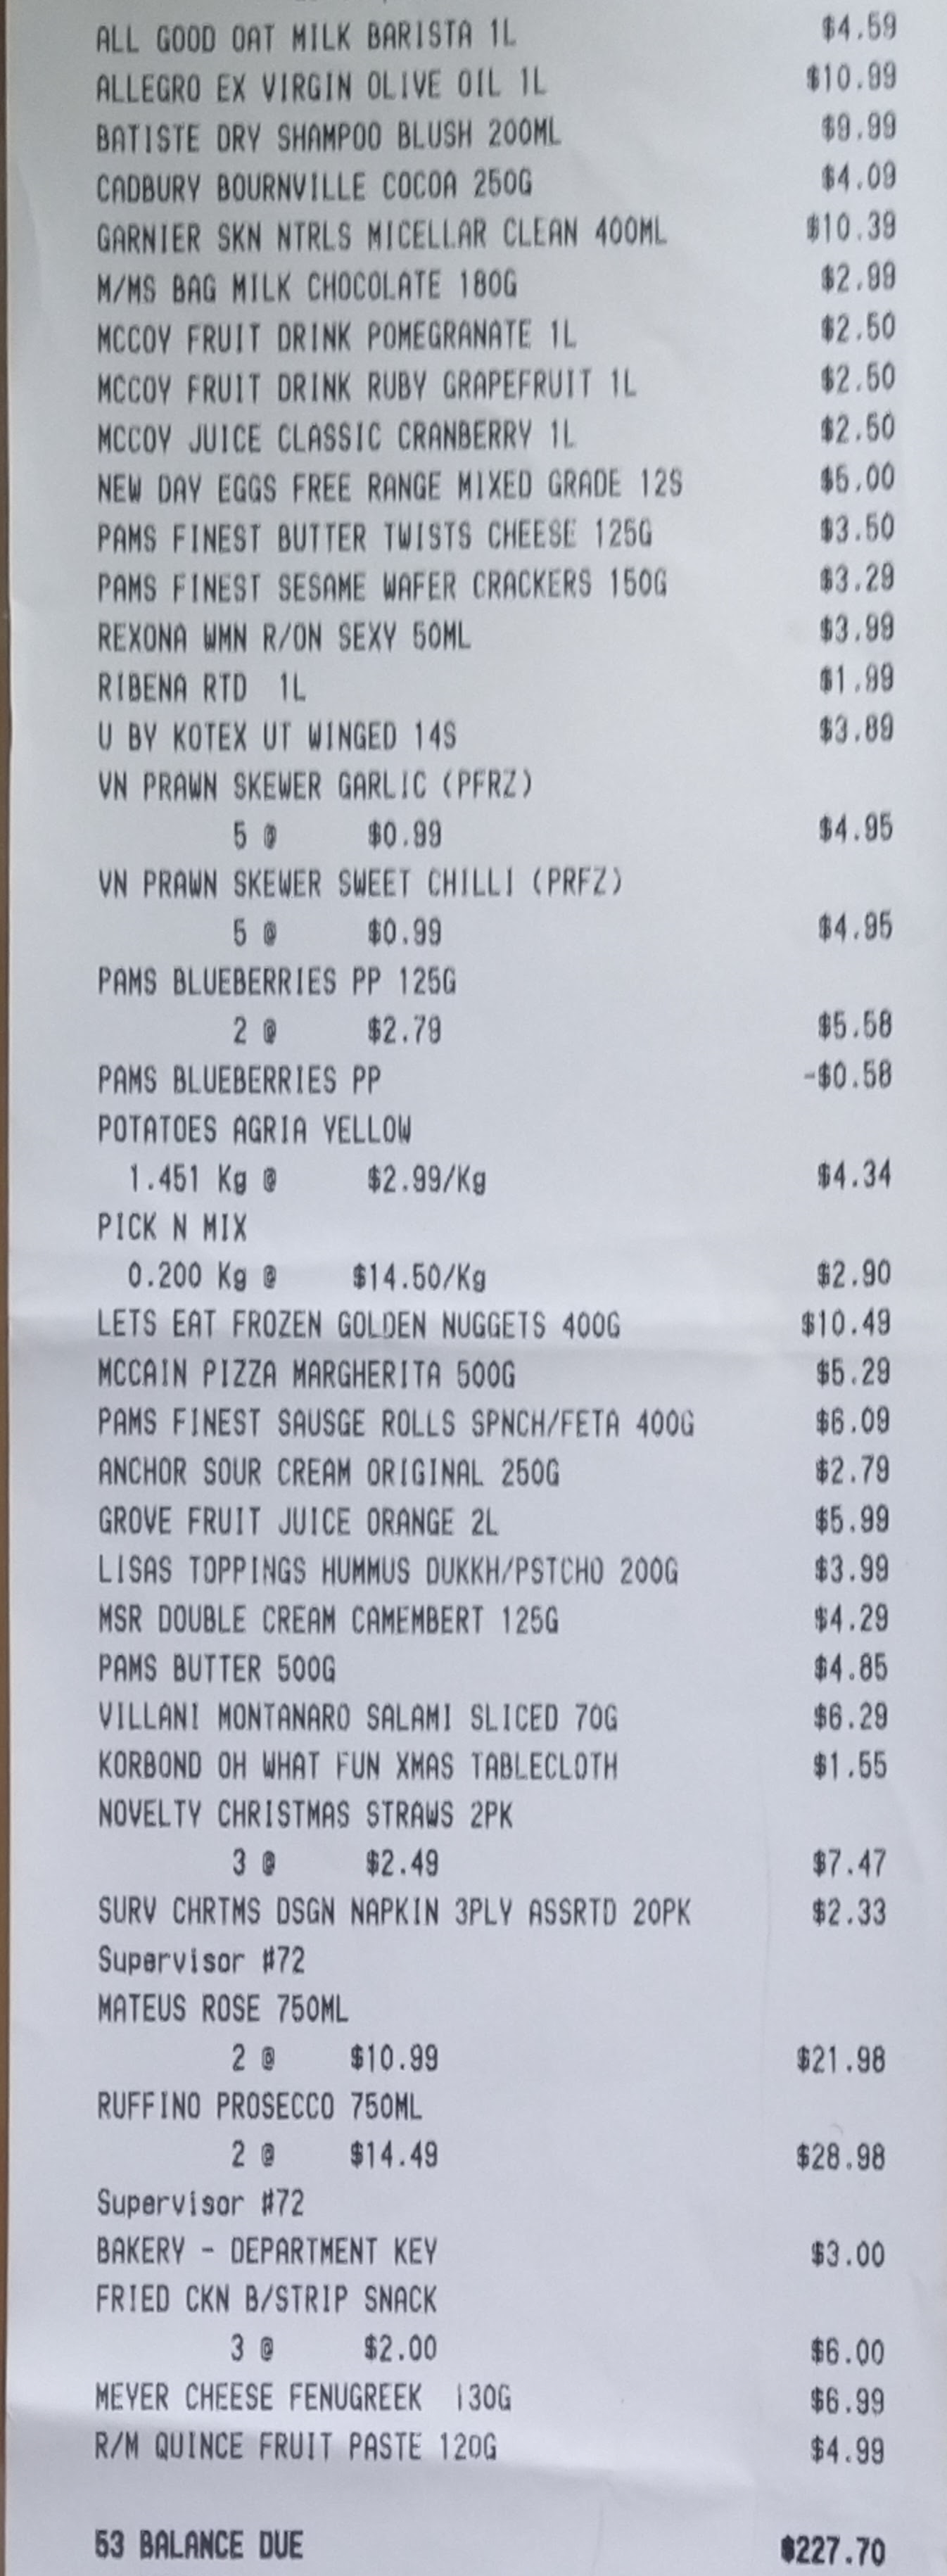 ALL GOOD OAT MILK BARISTA 1L $4.59
ALLEGRO EX VIRGIN OLIVE OIL 1L $10.99
BATISTE DRY SHAMPOO BLUSH 200ML $9.99
CADBURY BOURNVILLE COCOA 250G $4.09
GARNIER SKN NTRLS MICELLAR CLEAN 400ML $10.39
M/MS BAG MILK CHOCOLATE 180G $2.99
MCCOY FRUIT DRINK POMEGRANATE 1L $2.50
MCCOY FRUIT DRINK RUBY GRAPEFRUIT 1L $2.50
MCCOY JUICE CLASSIC CRANBERRY 1L $2.50
NEW DAY EGGS FREE RANGE MIXED GRADE 12S $5.00
PAMS FINEST BUTTER TWISTS CHEESE 125G $3.50
PAMS FINEST SESAME WAFER CRACKERS 150G $3.29
REXONA WMN R/ON SEXY 50ML $3.99
RIBENA RTD 1L $1.99
U BY KOTEX UT WINGED 14S $3.89
VN PRAWN SKEWER GARLIC (PFRZ)
5 @ $0.99 $4.95
VN PRAWN SKEWER SWEET CHILLI (PRFZ)
5 @ $0.99 $4.95
PAMS BLUEBERRIES PP 125G
2 @ $2.79 $5.58
PAMS BLUEBERRIES PP -$0.58
POTATOES AGRIA YELLOW
1.451 Kg @ $2.99/Kg $4.34
PICK N MIX
0.200 Kg @ $14.50/Kg $2.90
LETS EAT FROZEN GOLDEN NUGGETS 400G $10.49
MCCAIN PIZZA MARGHERITA 500G $5.29
PAMS FINEST SAUSGE ROLLS SPNCH/FETA 400G $6.09
ANCHOR SOUR CREAM ORIGINAL 250G $2.79
GROVE FRUIT JUICE ORANGE 2L $5.99
LISAS TOPPINGS HUMMUS DUKKH/PSTCHO 200G $3.99
MSR DOUBLE CREAM CAMEMBERT 125G $4.29
PAMS BUTTER 500G $4.85
VILLANI MONTANARO SALAMI SLICED 70G $6.29
KORBOND OH WHAT FUN XMAS TABLECLOTH $1.55
NOVELTY CHRISTMAS STRAWS 2PK
3 @ $2.49 $7.47
SURV CHRTMS DSGN NAPKIN 3PLY ASSRTD 20PK $2.33
Supervisor #72
MATEUS ROSE 750ML
2 @ $10.99 $21.98
RUFFINO PROSECCO 750ML
2 @ $14.49 $28.98
Supervisor #72
BAKERY - DEPARTMENT KEY $3.00
FRIED CKN B/STRIP SNACK
3 @ $2.00 $6.00
MEYER CHEESE FENUGREEK 130G $6.99
R/M QUINCE FRUIT PASTE 120G $4.99
53 BALANCE DUE $227.70